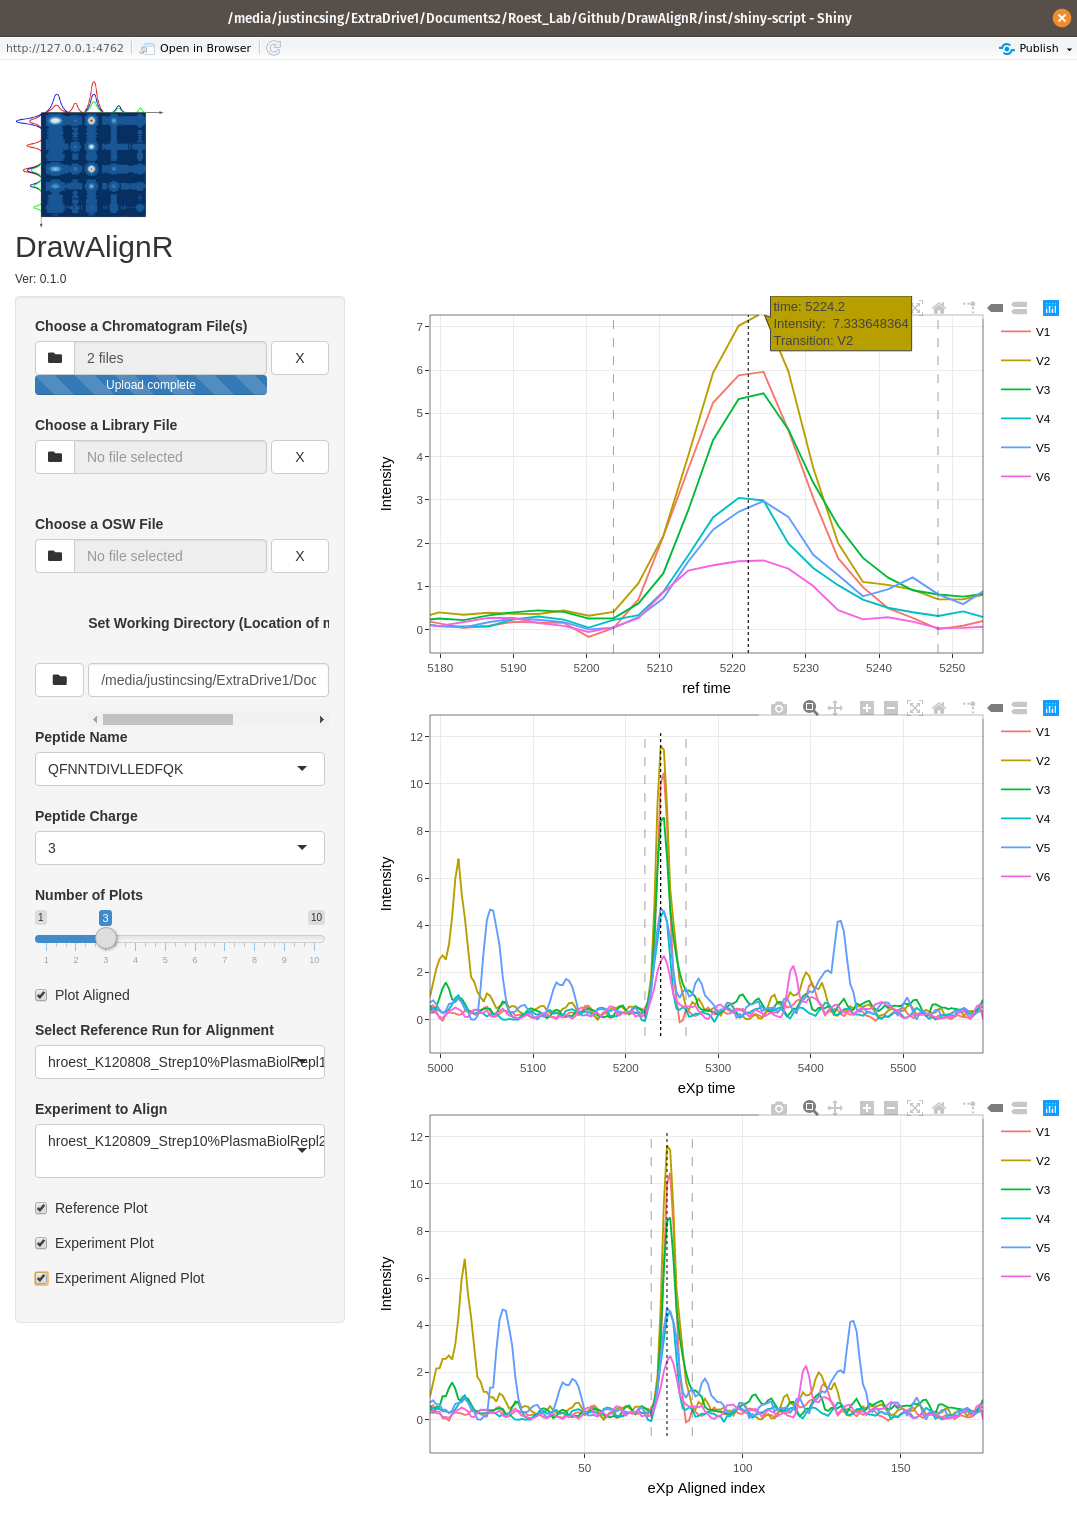 /media/justincsing/ExtraDrive1/Documents2/Roest_Lab/Github/DrawAlignR/inst/shiny-script - Shiny
http://127.0.0.1:4762 Open in Browser Publish
DrawAlignR
Ver: 0.1.0
Choose a Chromatogram File(s)
2 files X
Upload complete
Choose a Library File
No file selected X
Choose a OSW File
No file selected X
Set Working Directory (Location of n
/media/justincsing/ExtraDrive1/Doc
Peptide Name
QFNNTDIVLLEDFQK
Peptide Charge
3
Number of Plots
1 3 10
1 2 3 4 5 6 7 8 9 10
Plot Aligned
Select Reference Run for Alignment
hroest_K120808_Strep10%PlasmaBiolRepl1
Experiment to Align
hroest_K120809_Strep10%PlasmaBiolRepl2
Reference Plot
Experiment Plot
Experiment Aligned Plot
time: 5224.2
Intensity: 7.333648364
Transition: V2
V1
V2
V3
V4
V5
V6
Intensity
7
6
5
4
3
2
1
0
5180 5190 5200 5210 5220 5230 5240 5250
ref time
V1
V2
V3
V4
V5
V6
Intensity
12
10
8
6
4
2
0
5000 5100 5200 5300 5400 5500
eXp time
V1
V2
V3
V4
V5
V6
Intensity
12
10
8
6
4
2
0
50 100 150
eXp Aligned index